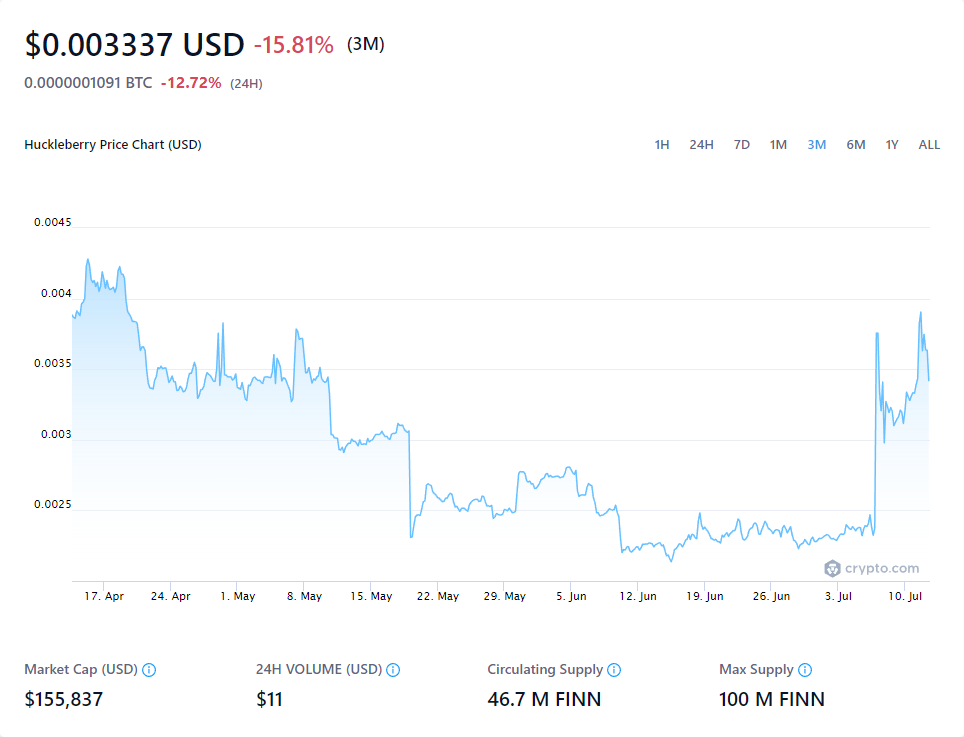 $0.003337 USD -15.81% (3M)
0.0000001091 BTC -12.72% (24H)
Huckleberry Price Chart (USD) 1H 24H 7D 1M 3M 6M 1Y ALL
0.0045
0.004
0.0035
0.003
0.0025
crypto.com
17. Apr 24. Apr 1. May 8. May 15. May 22. May 29. May 5. Jun 12. Jun 19. Jun 26. Jun 3. Jul 10. Jul
Market Cap (USD) 24H VOLUME (USD) Circulating Supply Max Supply
$155,837 $11 46.7 M FINN 100 M FINN